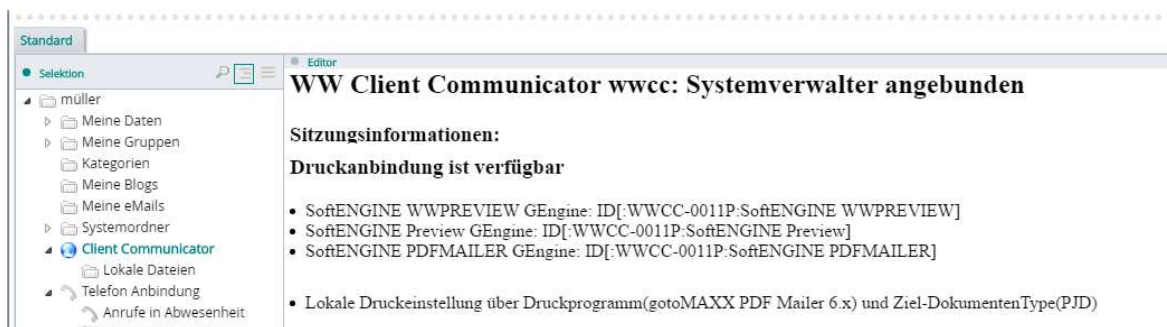 Standard
Selektion
müller
Meine Daten
Meine Gruppen
Kategorien
Meine Blogs
Meine eMails
Systemordner
Client Communicator
Lokale Dateien
Telefon Anbindung
Anrufe in Abwesenheit
Editor
WW Client Communicator wwcc: Systemverwalter angebunden
Sitzungsinformationen:
Druckanbindung ist verfügbar
• SoftENGINE WWPREVIEW GEngine: ID[:WWCC-0011P:SoftENGINE WWPREVIEW]
• SoftENGINE Preview GEngine: ID[:WWCC-0011P:SoftENGINE Preview]
• SoftENGINE PDFMAILER GEngine: ID[:WWCC-0011P:SoftENGINE PDFMAILER]
• Lokale Druckeinstellung über Druckprogramm(gotoMAXX PDF Mailer 6.x) und Ziel-DokumentenType(PJD)